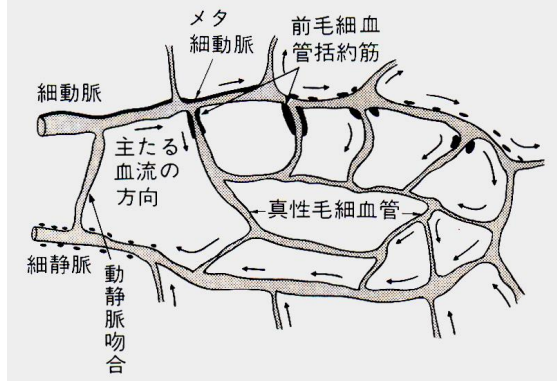 メタ
細動脈
前毛細血
管括約筋
細動脈
主たる
血流の
方向
真性毛細血管
細静脈
動静脈吻合